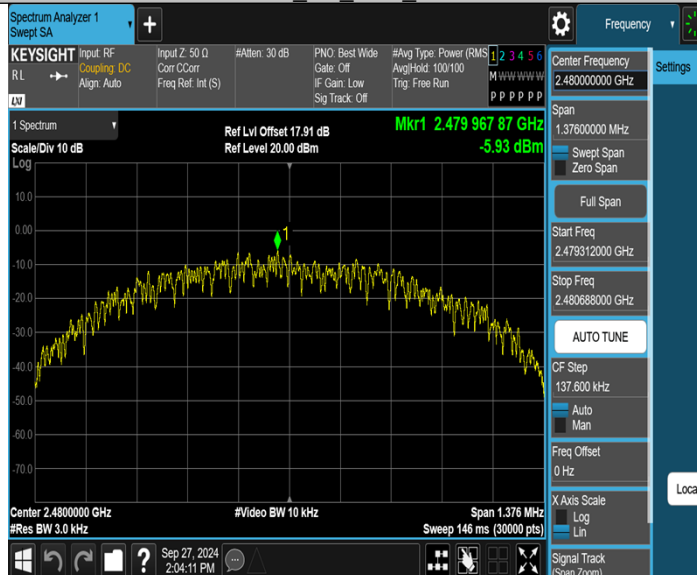 Spectrum Analyzer 1
Swept SA
+
Frequency
KEYSIGHT
RL
LXI
Input: RF
Coupling: DC
Align: Auto
Input Z: 50 Ω
Corr CCorr
Freq Ref: Int (S)
#Atten: 30 dB
PNO: Best Wide
Gate: Off
IF Gain: Low
Sig Track: Off
#Avg Type: Power (RMS
Avg|Hold: 100/100
Trig: Free Run
1 2 3 4 5 6
M W W W W W
P P P P P P
1 Spectrum
Scale/Div 10 dB
Log
Ref Lvl Offset 17.91 dB
Ref Level 20.00 dBm
Mkr1 2.479 967 87 GHz
-5.93 dBm
10.0
0.00
-10.0
-20.0
-30.0
-40.0
-50.0
-60.0
-70.0
1
Center 2.4800000 GHz
#Res BW 3.0 kHz
#Video BW 10 kHz
Span 1.376 MHz
Sweep 146 ms (30000 pts)
?
Sep 27, 2024
2:04:11 PM
Center Frequency
2.480000000 GHz
Span
1.37600000 MHz
Swept Span
Zero Span
Full Span
Start Freq
2.479312000 GHz
Stop Freq
2.480688000 GHz
AUTO TUNE
CF Step
137.600 kHz
Auto
Man
Freq Offset
0 Hz
X Axis Scale
Log
Lin
Signal Track
(Span Zoom)
Settings
Loca